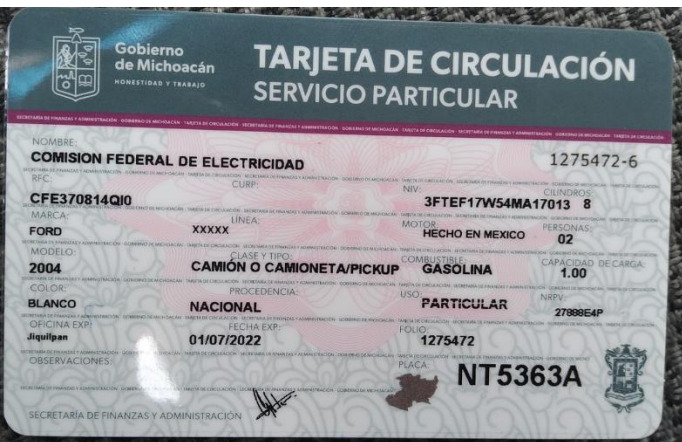 Gobierno
de Michoacán
HONESTIDAD Y TRABAJO
TARJETA DE CIRCULACIÓN
SERVICIO PARTICULAR
NOMBRE:
COMISION FEDERAL DE ELECTRICIDAD 1275472-6
RFC: CURP: NIV: CILINDROS:
CFE370814QI0 3FTEF17W54MA17013 8
MARCA: LÍNEA: MOTOR: PERSONAS:
FORD XXXXX HECHO EN MEXICO 02
MODELO: CLASE Y TIPO: COMBUSTIBLE: CAPACIDAD DE CARGA:
2004 CAMIÓN O CAMIONETA/PICKUP GASOLINA 1.00
COLOR: PROCEDENCIA: USO: NRPV:
BLANCO NACIONAL PARTICULAR 27888E4P
OFICINA EXP: FECHA EXP: FOLIO:
Jiquilpan 01/07/2022 1275472
OBSERVACIONES: PLACA:
NT5363A
SECRETARÍA DE FINANZAS Y ADMINISTRACIÓN